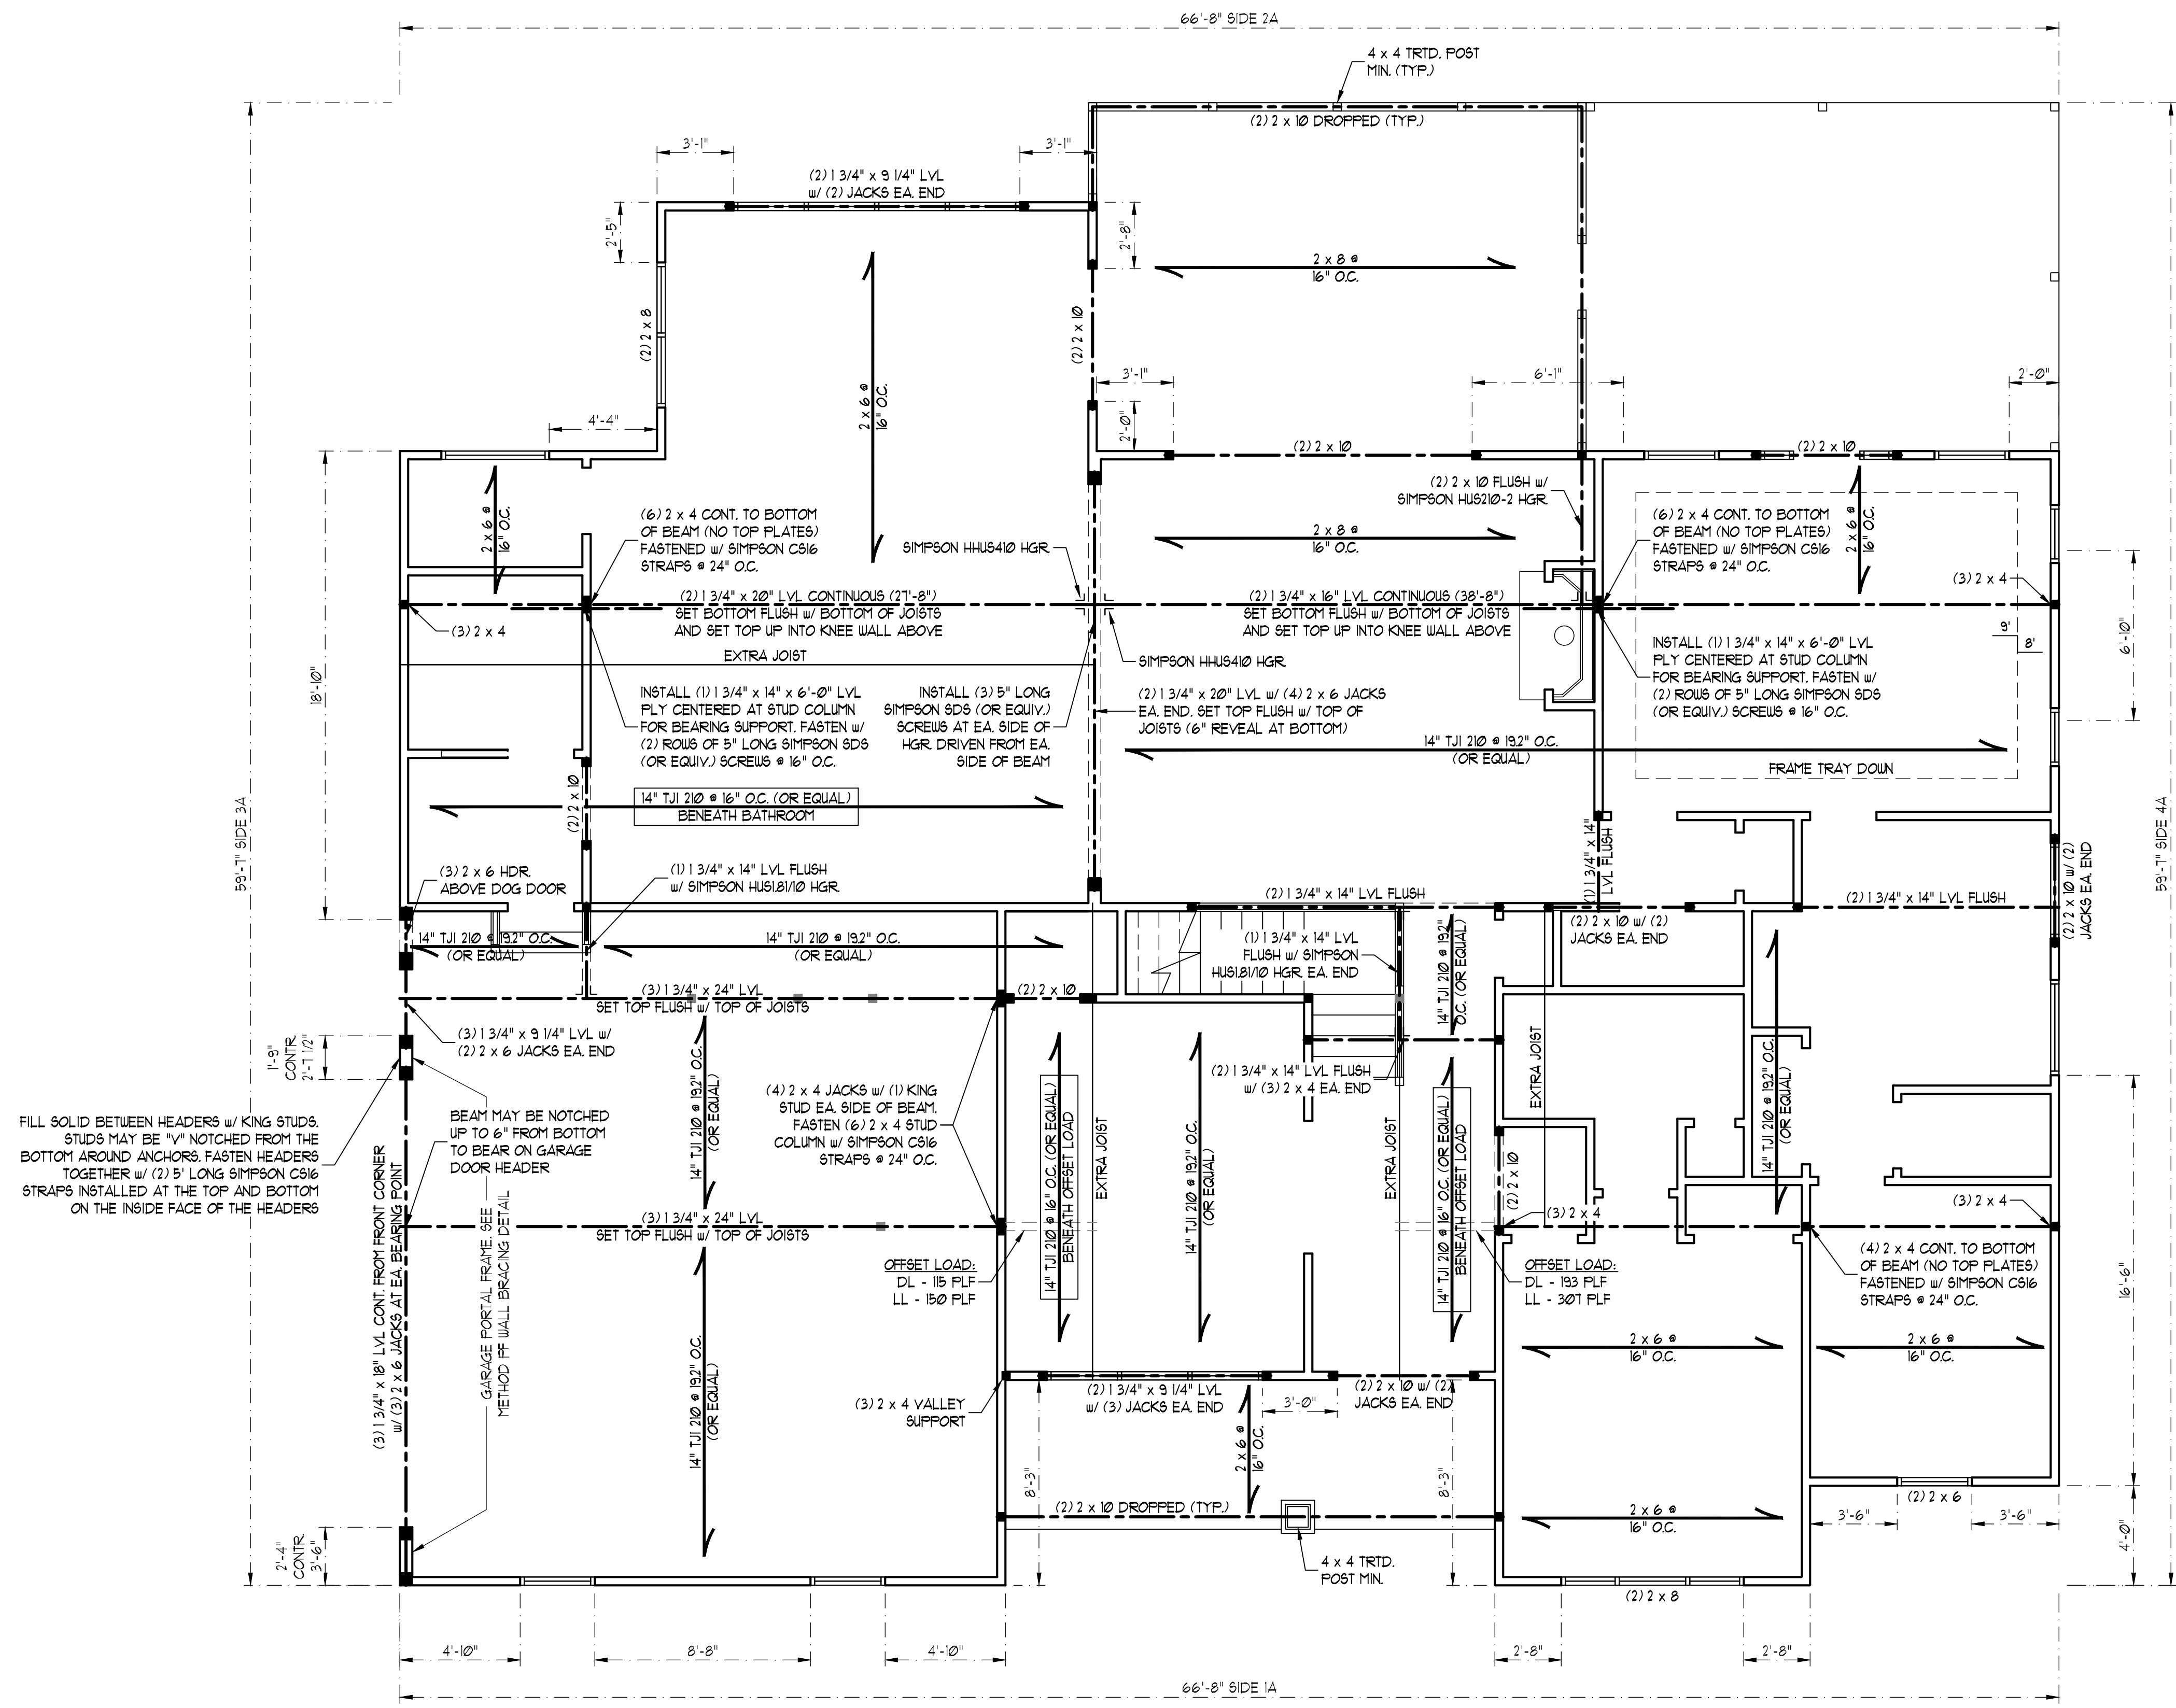 66'-8" SIDE 2A
4 x 4 TRTD. POST
MIN. (TYP.)
(2) 2 x 10 DROPPED (TYP.)
3'-1"
3'-1"
(2) 1 3/4" x 9 1/4" LVL
w/ (2) JACKS EA. END
2'-5"
2'-8"
2 x 8 @
16" O.C.
(2) 2 x 8
(2) 2 x 10
2 x 6 @
16" O.C.
3'-1"
6'-1"
2'-0"
4'-4"
2'-0"
(2) 2 x 10
(2) 2 x 10
2 x 6 @
16" O.C.
(6) 2 x 4 CONT. TO BOTTOM
OF BEAM (NO TOP PLATES)
FASTENED w/ SIMPSON CS16
STRAPS @ 24" O.C.
SIMPSON HHUS410 HGR.
(2) 2 x 10 FLUSH w/
SIMPSON HUS210-2 HGR.
2 x 8 @
16" O.C.
(6) 2 x 4 CONT. TO BOTTOM
OF BEAM (NO TOP PLATES)
FASTENED w/ SIMPSON CS16
STRAPS @ 24" O.C.
2 x 6 @
16" O.C.
(3) 2 x 4
(2) 1 3/4" x 20" LVL CONTINUOUS (27'-8")
SET BOTTOM FLUSH w/ BOTTOM OF JOISTS
AND SET TOP UP INTO KNEE WALL ABOVE
(2) 1 3/4" x 16" LVL CONTINUOUS (38'-8")
SET BOTTOM FLUSH w/ BOTTOM OF JOISTS
AND SET TOP UP INTO KNEE WALL ABOVE
(3) 2 x 4
9'
8'
6'-10"
EXTRA JOIST
SIMPSON HHUS410 HGR.
18'-10"
INSTALL (1) 1 3/4" x 14" x 6'-0" LVL
PLY CENTERED AT STUD COLUMN
FOR BEARING SUPPORT. FASTEN w/
(2) ROWS OF 5" LONG SIMPSON SDS
(OR EQUIV.) SCREWS @ 16" O.C.
INSTALL (3) 5" LONG
SIMPSON SDS (OR EQUIV.)
SCREWS AT EA. SIDE OF
HGR. DRIVEN FROM EA.
SIDE OF BEAM
(2) 1 3/4" x 20" LVL w/ (4) 2 x 6 JACKS
EA. END. SET TOP FLUSH w/ TOP OF
JOISTS (6" REVEAL AT BOTTOM)
INSTALL (1) 1 3/4" x 14" x 6'-0" LVL
PLY CENTERED AT STUD COLUMN
FOR BEARING SUPPORT. FASTEN w/
(2) ROWS OF 5" LONG SIMPSON SDS
(OR EQUIV.) SCREWS @ 16" O.C.
14" TJI 210 @ 19.2" O.C.
(OR EQUAL)
FRAME TRAY DOWN
14" TJI 210 @ 16" O.C. (OR EQUAL)
BENEATH BATHROOM
(2) 2 x 10
59'-7" SIDE 3A
59'-7" SIDE 4A
(1) 1 3/4" x 14"
LVL FLUSH
(2) 2 x 10 w/ (2)
JACKS EA. END
(3) 2 x 6 HDR.
ABOVE DOG DOOR
(1) 1 3/4" x 14" LVL FLUSH
w/ SIMPSON HUS1.81/10 HGR.
(2) 1 3/4" x 14" LVL FLUSH
(2) 1 3/4" x 14" LVL FLUSH
(2) 2 x 10 w/ (2)
JACKS EA. END
14" TJI 210 @ 19.2" O.C.
(OR EQUAL)
14" TJI 210 @ 19.2" O.C.
(OR EQUAL)
(1) 1 3/4" x 14" LVL
FLUSH w/ SIMPSON
HUS1.81/10 HGR. EA. END
14" TJI 210 @ 19.2"
O.C. (OR EQUAL)
(3) 1 3/4" x 24" LVL
SET TOP FLUSH w/ TOP OF JOISTS
(2) 2 x 10
(3) 1 3/4" x 9 1/4" LVL w/
(2) 2 x 6 JACKS EA. END
1'-9"
CONTR.
2'-7 1/2"
(2) 1 3/4" x 14" LVL FLUSH
w/ (3) 2 x 4 EA. END
EXTRA JOIST
14" TJI 210 @ 19.2" O.C.
(OR EQUAL)
14" TJI 210 @ 19.2" O.C.
(OR EQUAL)
FILL SOLID BETWEEN HEADERS w/ KING STUDS.
STUDS MAY BE "V" NOTCHED FROM THE
BOTTOM AROUND ANCHORS. FASTEN HEADERS
TOGETHER w/ (2) 5' LONG SIMPSON CS16
STRAPS INSTALLED AT THE TOP AND BOTTOM
ON THE INSIDE FACE OF THE HEADERS
BEAM MAY BE NOTCHED
UP TO 6" FROM BOTTOM
TO BEAR ON GARAGE
DOOR HEADER
(4) 2 x 4 JACKS w/ (1) KING
STUD EA. SIDE OF BEAM.
FASTEN (6) 2 x 4 STUD
COLUMN w/ SIMPSON CS16
STRAPS @ 24" O.C.
14" TJI 210 @ 16" O.C. (OR EQUAL)
BENEATH OFFSET LOAD
EXTRA JOIST
14" TJI 210 @ 19.2" O.C.
(OR EQUAL)
EXTRA JOIST
14" TJI 210 @ 16" O.C. (OR EQUAL)
BENEATH OFFSET LOAD
(2) 2 x 10
(3) 2 x 4
(3) 2 x 4
(3) 1 3/4" x 24" LVL
SET TOP FLUSH w/ TOP OF JOISTS
(3) 1 3/4" x 18" LVL CONT. FROM FRONT CORNER
w/ (3) 2 x 6 JACKS AT EA. BEARING POINT
GARAGE PORTAL FRAME. SEE
METHOD PF WALL BRACING DETAIL
OFFSET LOAD:
DL - 115 PLF
LL - 150 PLF
OFFSET LOAD:
DL - 193 PLF
LL - 307 PLF
(4) 2 x 4 CONT. TO BOTTOM
OF BEAM (NO TOP PLATES)
FASTENED w/ SIMPSON CS16
STRAPS @ 24" O.C.
16'-6"
14" TJI 210 @ 19.2" O.C.
(OR EQUAL)
2 x 6 @
16" O.C.
2 x 6 @
16" O.C.
(3) 2 x 4 VALLEY
SUPPORT
(2) 1 3/4" x 9 1/4" LVL
w/ (3) JACKS EA. END
3'-0"
(2) 2 x 10 w/ (2)
JACKS EA. END
2 x 6 @
16" O.C.
8'-3"
8'-3"
(2) 2 x 10 DROPPED (TYP.)
2 x 6 @
16" O.C.
(2) 2 x 6
3'-6"
3'-6"
4'-0"
2'-4"
CONTR.
3'-6"
4 x 4 TRTD.
POST MIN.
(2) 2 x 8
4'-10"
8'-8"
4'-10"
2'-8"
2'-8"
66'-8" SIDE 1A